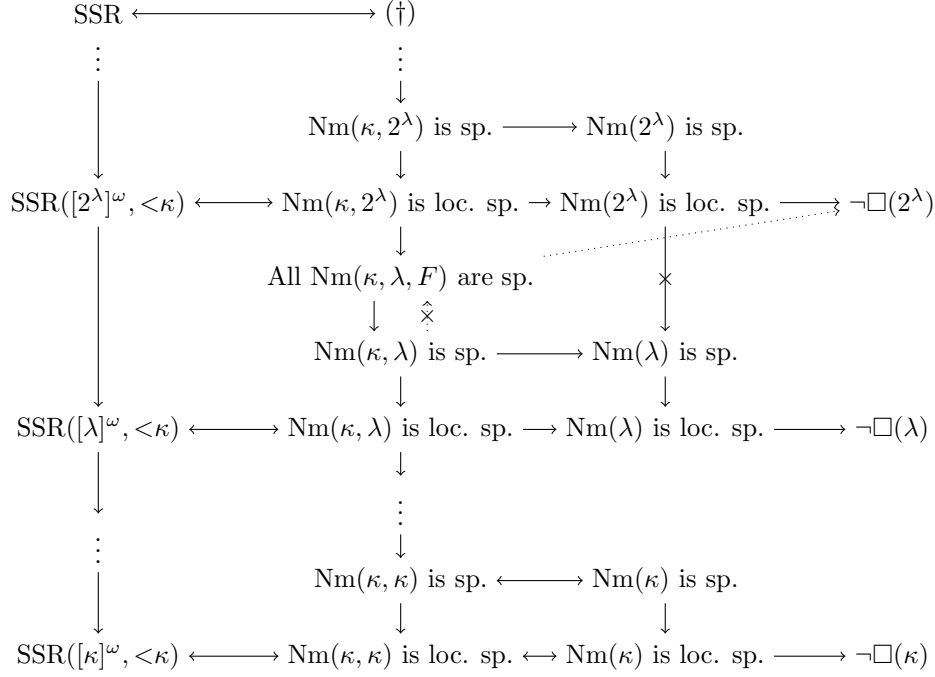 SSR (†)
⋮ ⋮
Nm(κ, 2^λ) is sp. Nm(2^λ) is sp.
SSR([2^λ]^ω, <κ) Nm(κ, 2^λ) is loc. sp. Nm(2^λ) is loc. sp. ¬□(2^λ)
All Nm(κ, λ, F) are sp. ×
×
Nm(κ, λ) is sp. Nm(λ) is sp.
SSR([λ]^ω, <κ) Nm(κ, λ) is loc. sp. Nm(λ) is loc. sp. ¬□(λ)
⋮ ⋮
Nm(κ, κ) is sp. Nm(κ) is sp.
SSR([κ]^ω, <κ) Nm(κ, κ) is loc. sp. Nm(κ) is loc. sp. ¬□(κ)